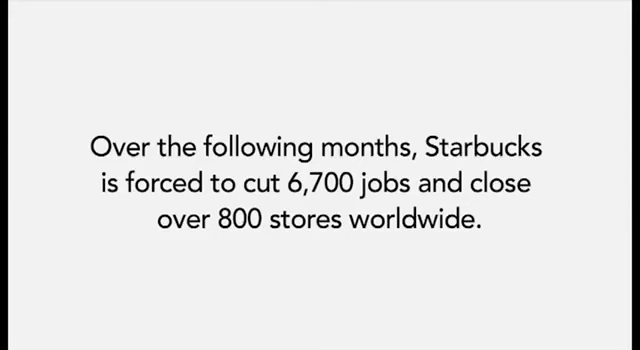 Over the following months, Starbucks
is forced to cut 6,700 jobs and close
over 800 stores worldwide.